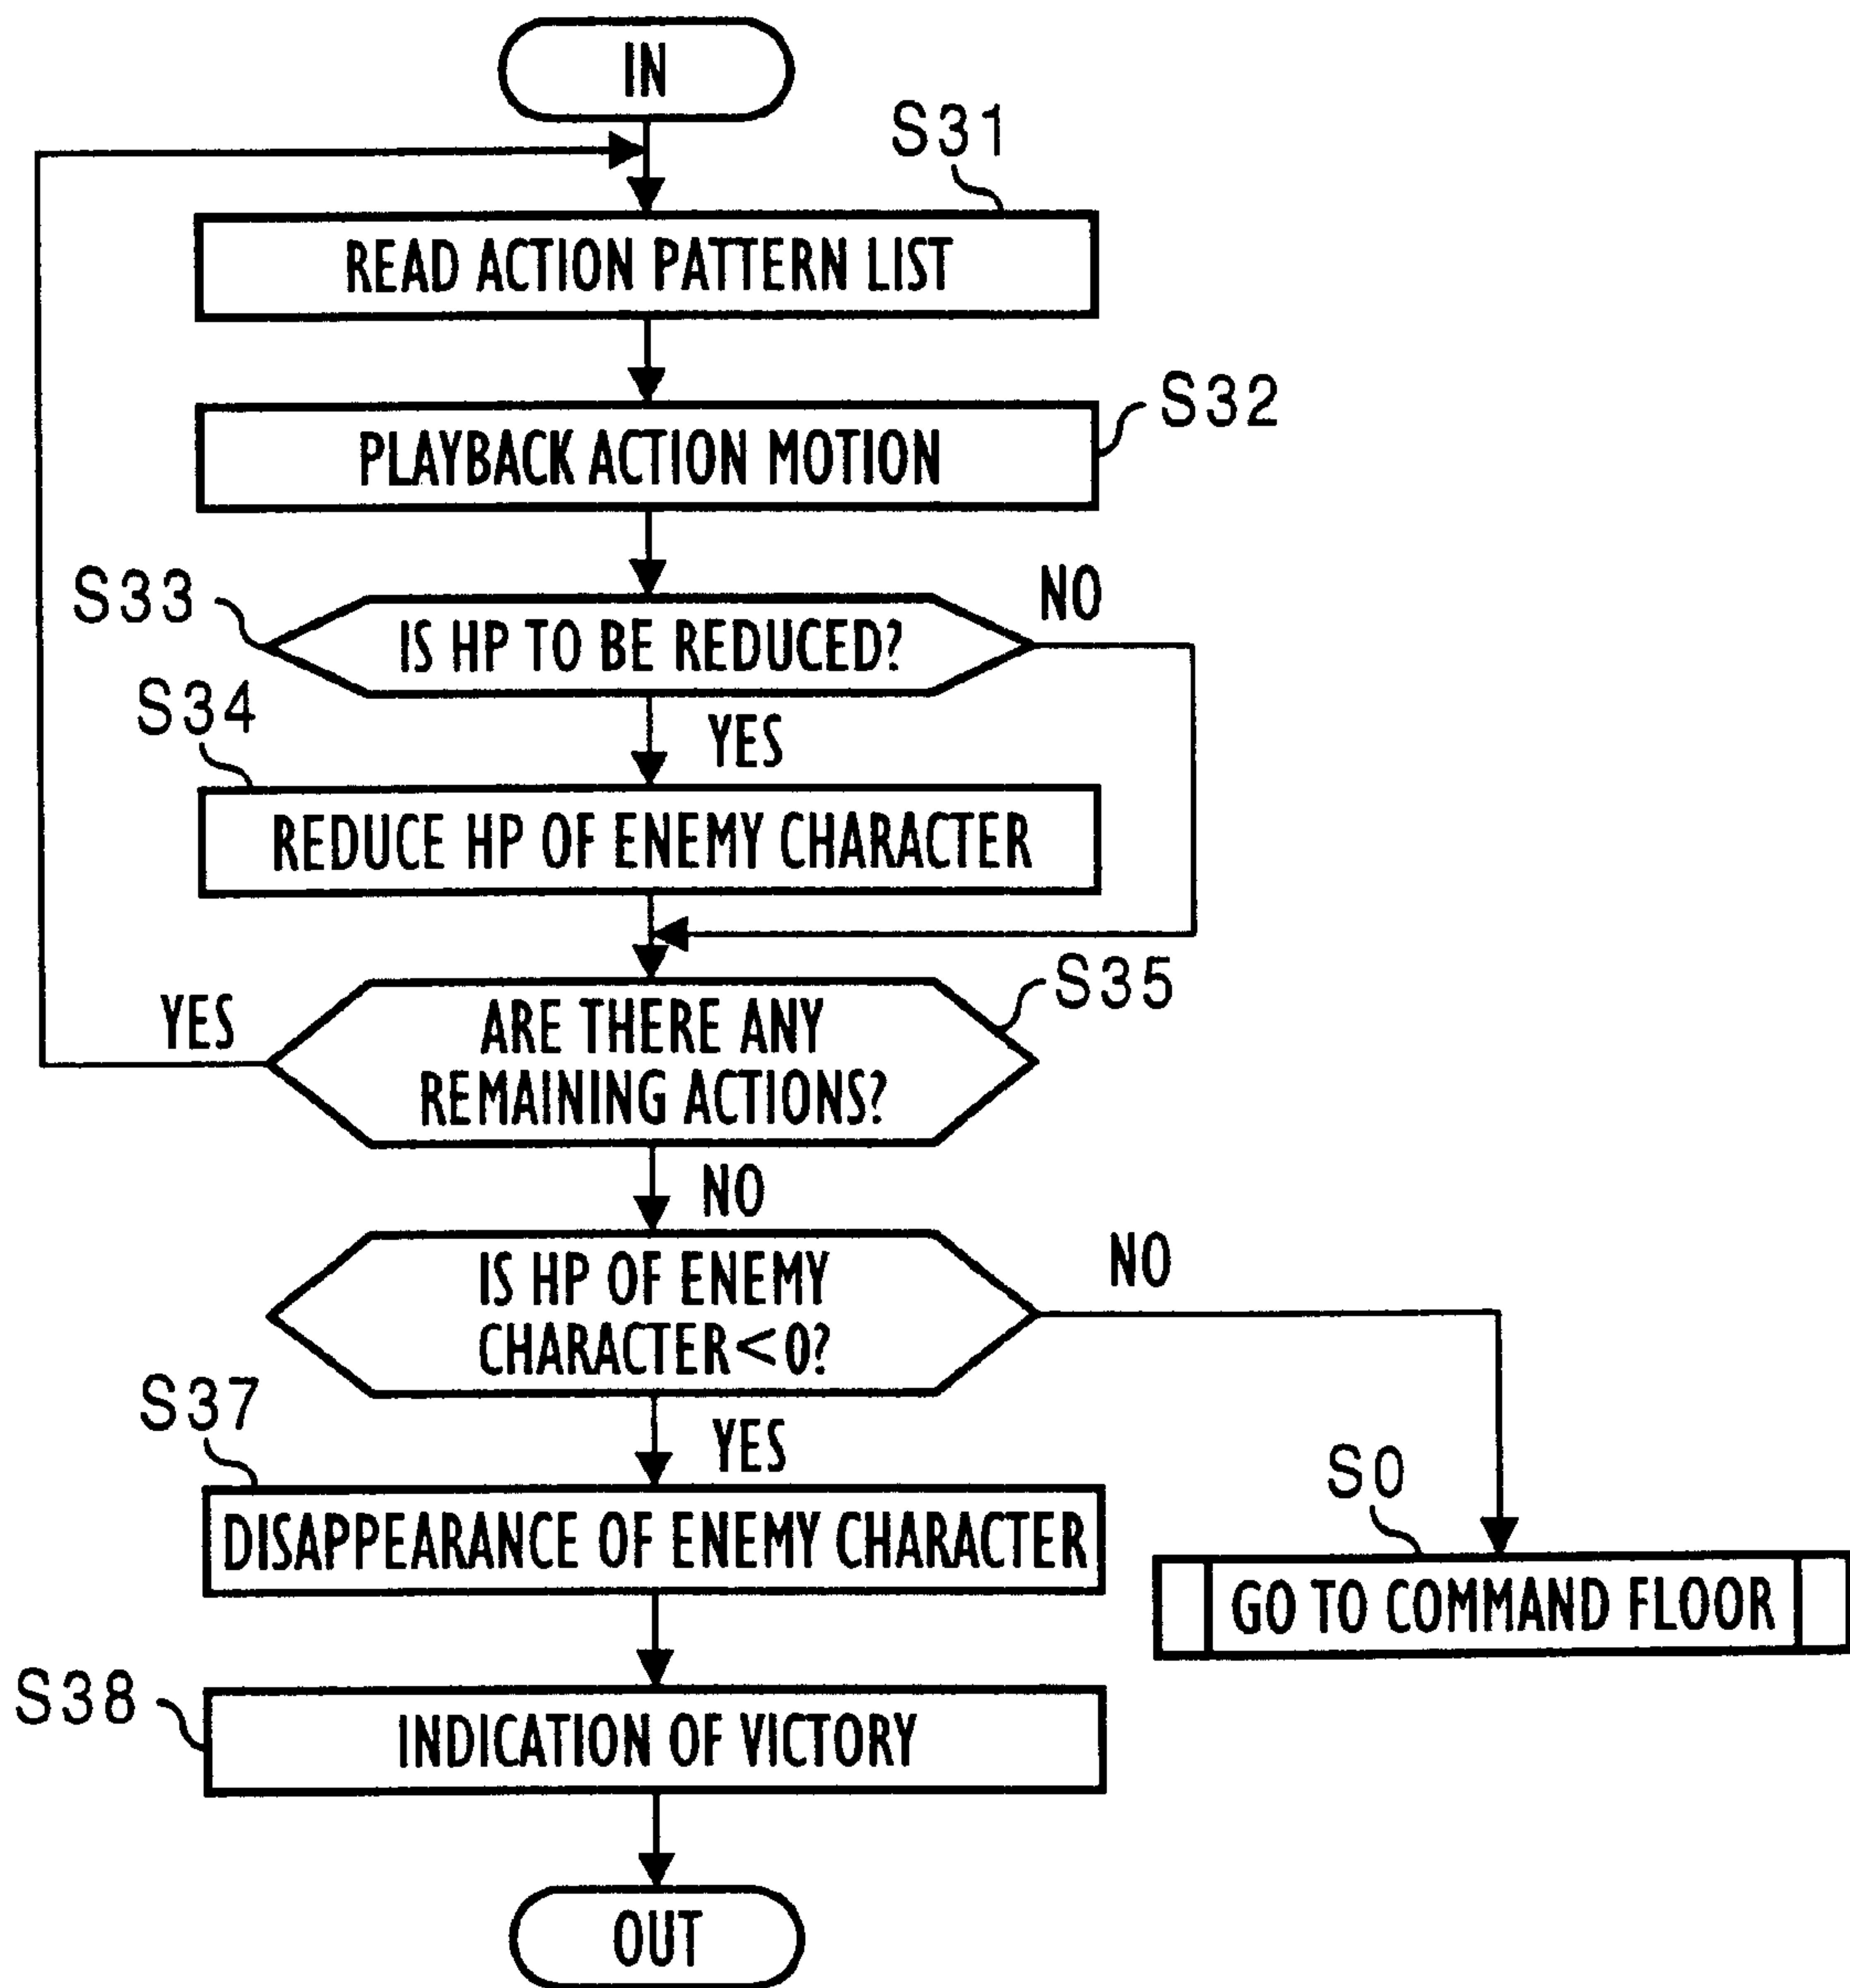 IN
S31
READ ACTION PATTERN LIST
S32
PLAYBACK ACTION MOTION
S33
NO
IS HP TO BE REDUCED?
S34
YES
REDUCE HP OF ENEMY CHARACTER
S35
YES
ARE THERE ANY
REMAINING ACTIONS?
NO
IS HP OF ENEMY
CHARACTER<0?
NO
S37
YES
DISAPPEARANCE OF ENEMY CHARACTER
S0
GO TO COMMAND FLOOR
S38
INDICATION OF VICTORY
OUT